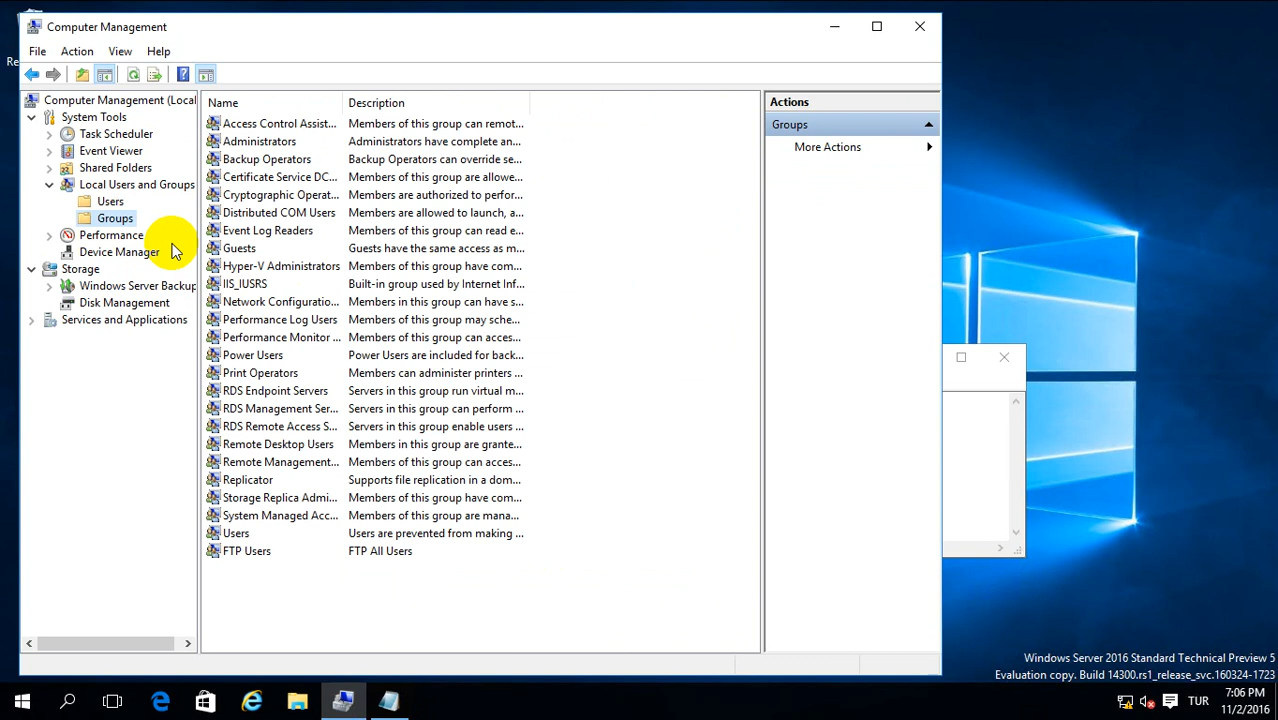 Computer Management
File Action View Help
Re
Computer Management (Local
System Tools
Task Scheduler
Event Viewer
Shared Folders
Local Users and Groups
Users
Groups
Performance
Device Manager
Storage
Windows Server Backup
Disk Management
Services and Applications
Name Description
Access Control Assist... Members of this group can remot...
Administrators Administrators have complete an...
Backup Operators Backup Operators can override se...
Certificate Service DC... Members of this group are allowe...
Cryptographic Operat... Members are authorized to perfor...
Distributed COM Users Members are allowed to launch, a...
Event Log Readers Members of this group can read e...
Guests Guests have the same access as m...
Hyper-V Administrators Members of this group have com...
IIS_IUSRS Built-in group used by Internet Inf...
Network Configuratio... Members in this group can have s...
Performance Log Users Members of this group may sche...
Performance Monitor ... Members of this group can acces...
Power Users Power Users are included for back...
Print Operators Members can administer printers ...
RDS Endpoint Servers Servers in this group run virtual m...
RDS Management Ser... Servers in this group can perform ...
RDS Remote Access S... Servers in this group enable users ...
Remote Desktop Users Members in this group are grante...
Remote Management... Members of this group can acces...
Replicator Supports file replication in a dom...
Storage Replica Admi... Members of this group have com...
System Managed Acc... Members of this group are mana...
Users Users are prevented from making ...
FTP Users FTP All Users
Actions
Groups
More Actions
Windows Server 2016 Standard Technical Preview 5
Evaluation copy. Build 14300.rs1_release_svc.160324-1723
TUR
7:06 PM
11/2/2016